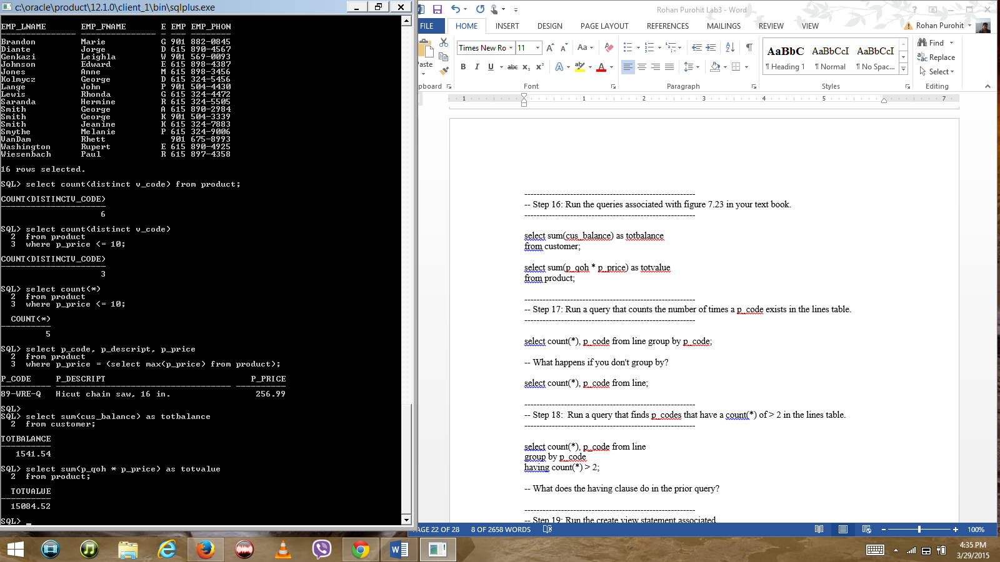 c:\oracle\product\12.1.0\client_1\bin\sqlplus.exe
EMP_LNAME       EMP_FNAME       E EMP EMP_PHON
--------------- --------------- - --- --------
Brandon         Marie           G 901 882-0845
Diante          Jorge           D 615 890-4567
Genkazi         Leighla         W 901 569-0093
Johnson         Edward          E 615 898-4387
Jones           Anne            M 615 898-3456
Kolmycz         George          D 615 324-5456
Lange           John            P 901 504-4430
Lewis           Rhonda          G 615 324-4472
Saranda         Hermine         R 615 324-5505
Smith           George          A 615 890-2984
Smith           George          K 901 504-3339
Smith           Jeanine         K 615 324-7883
Smythe          Melanie         P 615 324-9006
VanDam          Rhett             901 675-8993
Washington      Rupert          E 615 890-4925
Wiesenbach      Paul            R 615 897-4358
16 rows selected.
SQL> select count(distinct v_code) from product;
COUNT(DISTINCTV_CODE)
---------------------
6
SQL> select count(distinct v_code)
2  from product
3  where p_price <= 10;
COUNT(DISTINCTV_CODE)
---------------------
3
SQL> select count(*)
2  from product
3  where p_price <= 10;
COUNT(*)
----------
5
SQL> select p_code, p_descript, p_price
2  from product
3  where p_price = (select max(p_price) from product);
P_CODE     P_DESCRIPT                             P_PRICE
---------- ----------------------------------- ----------
89-WRE-Q   Hicut chain saw, 16 in.                 256.99
SQL>
SQL> select sum(cus_balance) as totbalance
2  from customer;
TOTBALANCE
----------
1541.54
SQL> select sum(p_qoh * p_price) as totvalue
2  from product;
TOTVALUE
----------
15084.52
SQL> _
Rohan Purohit Lab3 - Word
FILE HOME INSERT DESIGN PAGE LAYOUT REFERENCES MAILINGS REVIEW VIEW Rohan Purohit
Times New Ro 11 Aa
B I U abc x₂ x² A A
aste
pboard Font Paragraph Styles Editing
AaBbC AaBbCcI AaBbCcI
¶ Heading 1 ¶ Normal ¶ No Spac...
Find
Replace
Select
1 1 2 3 4 5 7
-------------------------------------------------------
-- Step 16: Run the queries associated with figure 7.23 in your text book.
-------------------------------------------------------
select sum(cus_balance) as totbalance
from customer;
select sum(p_qoh * p_price) as totvalue
from product;
-------------------------------------------------------
-- Step 17: Run a query that counts the number of times a p_code exists in the lines table.
-------------------------------------------------------
select count(*), p_code from line group by p_code;
-- What happens if you don't group by?
select count(*), p_code from line;
-------------------------------------------------------
-- Step 18:  Run a query that finds p_codes that have a count(*) of > 2 in the lines table.
-------------------------------------------------------
select count(*), p_code from line
group by p_code
having count(*) > 2;
-- What does the having clause do in the prior query?
-------------------------------------------------------
-- Step 19: Run the create view statement associated
AGE 22 OF 28 8 OF 2658 WORDS 100%
4:35 PM
3/29/2015